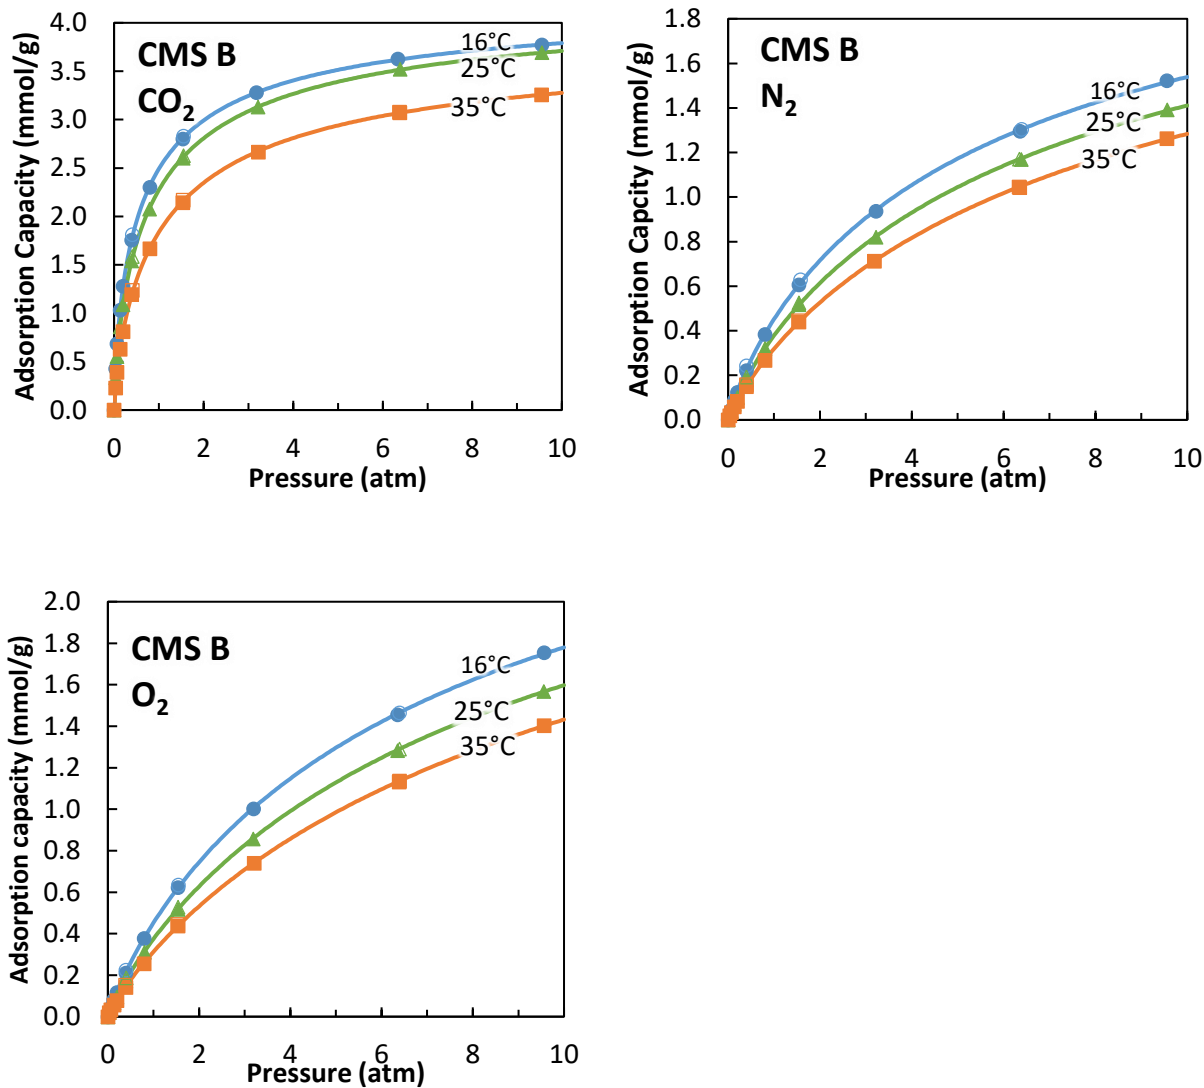 Adsorption Capacity (mmol/g)
4.0
3.5
3.0
2.5
2.0
1.5
1.0
0.5
0.0
CMS B
CO₂
16°C
25°C
35°C
0 2 4 6 8 10
Pressure (atm)
Adsorption Capcity (mmol/g)
1.8
1.6
1.4
1.2
1.0
0.8
0.6
0.4
0.2
0.0
CMS B
N₂
16°C
25°C
35°C
0 2 4 6 8 10
Pressure (atm)
Adsorption capacity (mmol/g)
2.0
1.8
1.6
1.4
1.2
1.0
0.8
0.6
0.4
0.2
0.0
CMS B
O₂
16°C
25°C
35°C
0 2 4 6 8 10
Pressure (atm)